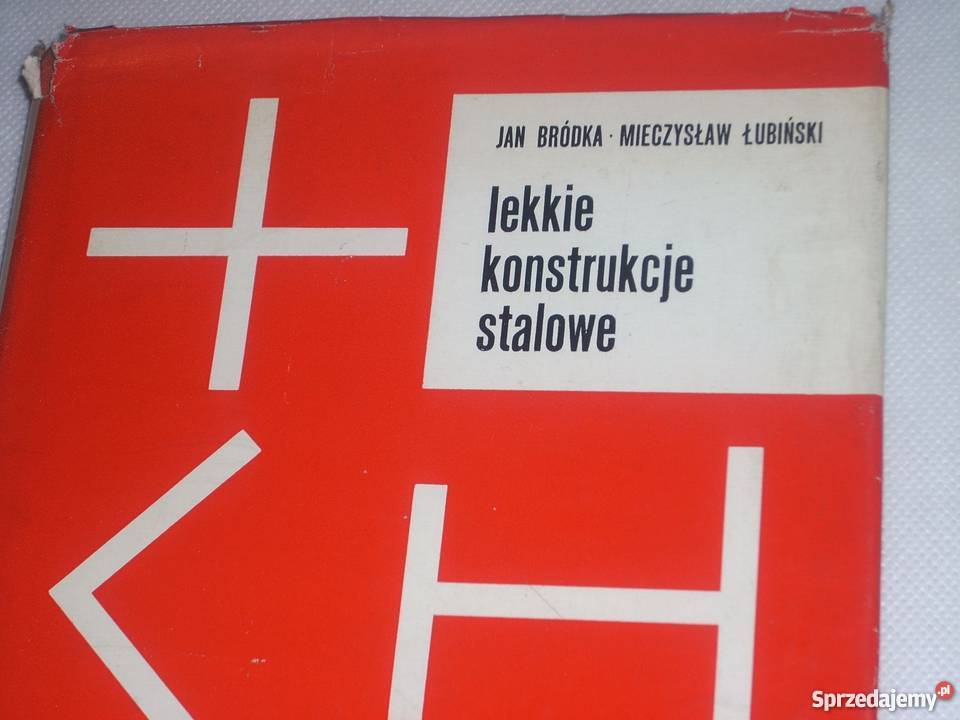 JAN BRÓDKA · MIECZYSŁAW ŁUBIŃSKI
lekkie
konstrukcje
stalowe
Sprzedajemy.pl